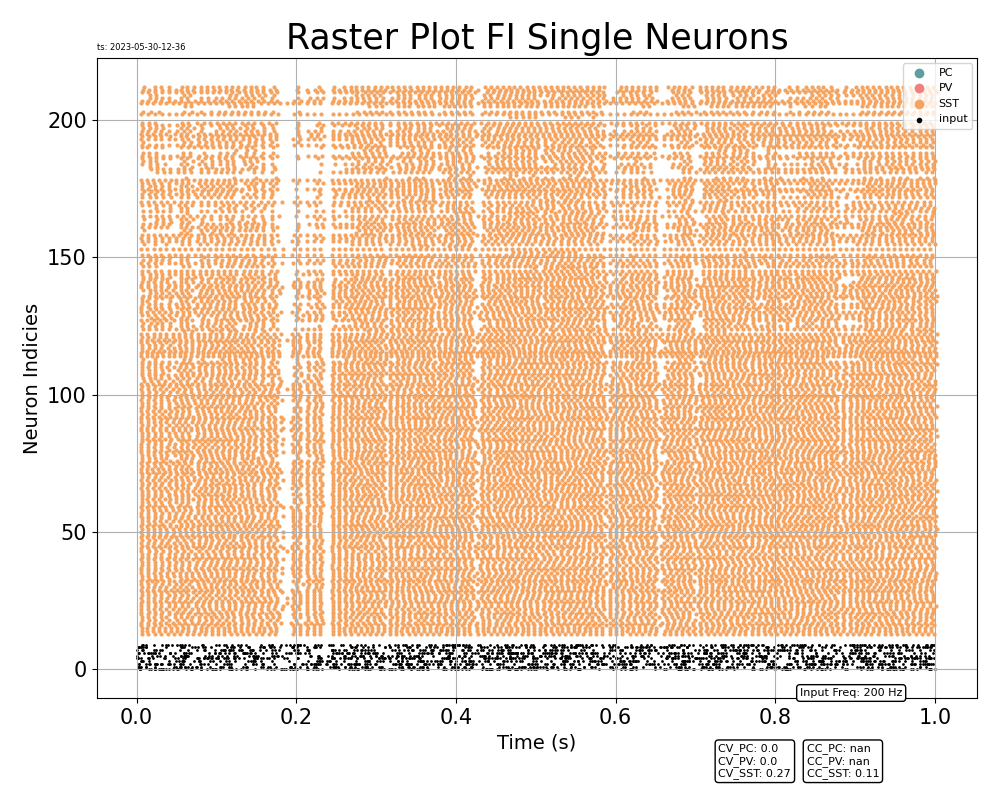 Raster Plot FI Single Neurons
ts: 2023-05-30-12-36
PC
PV
SST
input
200
150
100
50
0
Neuron Indicies
0.0 0.2 0.4 0.6 0.8 1.0
Time (s)
Input Freq: 200 Hz
CV_PC: 0.0
CV_PV: 0.0
CV_SST: 0.27
CC_PC: nan
CC_PV: nan
CC_SST: 0.11